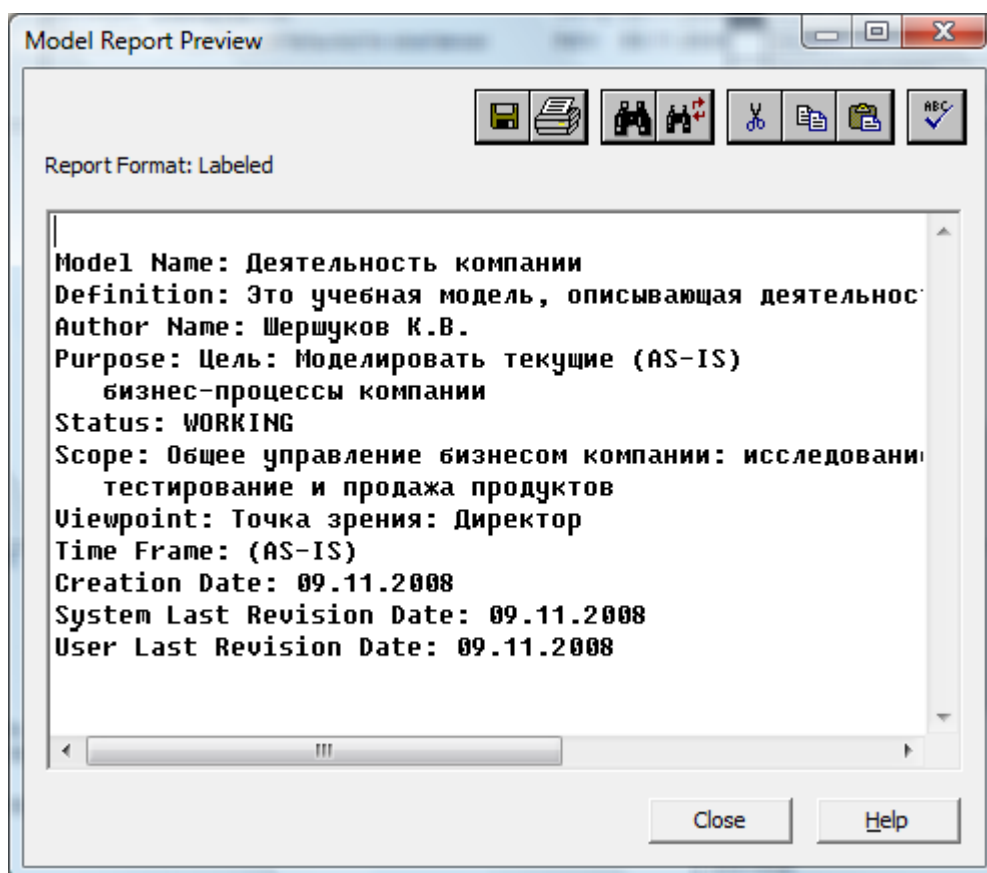 Model Report Preview
ABC
Report Format: Labeled
Model Name: Деятельность компании
Definition: Это учебная модель, описывающая
Author Name: Шершуков К.В.
Purpose: Цель: Моделировать текущие (AS-IS)
бизнес-процессы компании
Status: WORKING
Scope: Общее управление бизнесом компании:
тестирование и продажа продуктов
Viewpoint: Точка зрения: Директор
Time Frame: (AS-IS)
Creation Date: 09.11.2008
System Last Revision Date: 09.11.2008
User Last Revision Date: 09.11.2008
Close
Help